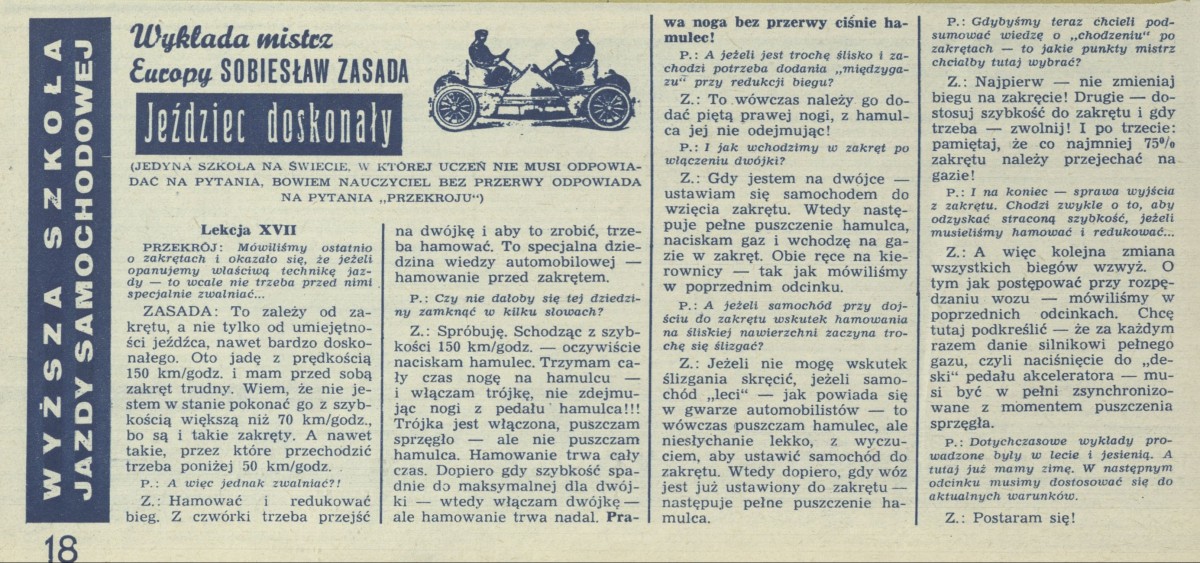 WYŻSZA SZKOŁA
JAZDY SAMOCHODOWEJ
Wykłada mistrz
Europy SOBIESŁAW ZASADA
Jeździec doskonały
(JEDYNA SZKOŁA NA ŚWIECIE, W KTÓREJ UCZEŃ NIE MUSI ODPOWIA-
DAĆ NA PYTANIA, BOWIEM NAUCZYCIEL BEZ PRZERWY ODPOWIADA
NA PYTANIA „PRZEKROJU”)
Lekcja XVII
PRZEKRÓJ: Mówiliśmy ostatnio
o zakrętach i okazało się, że jeżeli
opanujemy właściwą technikę jaz-
dy — to wcale nie trzeba przed nimi
specjalnie zwalniać...
ZASADA: To zależy od za-
krętu, a nie tylko od umiejętno-
ści jeźdźca, nawet bardzo dosko-
nałego. Oto jadę z prędkością
150 km/godz. i mam przed sobą
zakręt trudny. Wiem, że nie je-
stem w stanie pokonać go z szyb-
kością większą niż 70 km/godz.,
bo są i takie zakręty. A nawet
takie, przez które przechodzić
trzeba poniżej 50 km/godz.
P.: A więc jednak zwalniać?!
Z.: Hamować i redukować
bieg. Z czwórki trzeba przejść
na dwójkę i aby to zrobić, trze-
ba hamować. To specjalna dzie-
dzina wiedzy automobilowej —
hamowanie przed zakrętem.
P.: Czy nie dałoby się tej dziedzi-
ny zamknąć w kilku słowach?
Z.: Spróbuję. Schodząc z szyb-
kości 150 km/godz. — oczywiście
naciskam hamulec. Trzymam ca-
ły czas nogę na hamulcu —
i włączam trójkę, nie zdejmu-
jąc nogi z pedału hamulca!!!
Trójka jest włączona, puszczam
sprzęgło — ale nie puszczam
hamulca. Hamowanie trwa cały
czas. Dopiero gdy szybkość spa-
dnie do maksymalnej dla dwój-
ki — wtedy włączam dwójkę —
ale hamowanie trwa nadal. Pra-
wa noga bez przerwy ciśnie ha-
mulec!
P.: A jeżeli jest trochę ślisko i za-
chodzi potrzeba dodania „międzyga-
zu” przy redukcji biegu?
Z.: To wówczas należy go do-
dać piętą prawej nogi, z hamul-
ca jej nie odejmując!
P.: I jak wchodzimy w zakręt po
włączeniu dwójki?
Z.: Gdy jestem na dwójce —
ustawiam się samochodem do
wzięcia zakrętu. Wtedy nastę-
puje pełne puszczenie hamulca,
naciskam gaz i wchodzę na ga-
zie w zakręt. Obie ręce na kie-
rownicy — tak jak mówiliśmy
w poprzednim odcinku.
P.: A jeżeli samochód przy doj-
ściu do zakrętu wskutek hamowania
na śliskiej nawierzchni zaczyna tro-
chę się ślizgać?
Z.: Jeżeli nie mogę wskutek
ślizgania skręcić, jeżeli samo-
chód „leci” — jak powiada się
w gwarze automobilistów — to
wówczas puszczam hamulec, ale
niesłychanie lekko, z wyczu-
ciem, aby ustawić samochód do
zakrętu. Wtedy dopiero, gdy wóz
jest już ustawiony do zakrętu —
następuje pełne puszczenie ha-
mulca.
P.: Gdybyśmy teraz chcieli pod-
sumować wiedzę o „chodzeniu” po
zakrętach — to jakie punkty mistrz
chciałby tutaj wybrać?
Z.: Najpierw — nie zmieniaj
biegu na zakręcie! Drugie — do-
stosuj szybkość do zakrętu i gdy
trzeba — zwolnij! I po trzecie:
pamiętaj, że co najmniej 75%
zakrętu należy przejechać na
gazie!
P.: I na koniec — sprawa wyjścia
z zakrętu. Chodzi zwykle o to, aby
odzyskać straconą szybkość, jeżeli
musieliśmy hamować i redukować...
Z.: A więc kolejna zmiana
wszystkich biegów wzwyż. O
tym jak postępować przy rozpę-
dzaniu wozu — mówiliśmy w
poprzednich odcinkach. Chcę
tutaj podkreślić — że za każdym
razem danie silnikowi pełnego
gazu, czyli naciśnięcie do „de-
ski” pedału akceleratora — mu-
si być w pełni zsynchronizo-
wane z momentem puszczenia
sprzęgła.
P.: Dotychczasowe wykłady pro-
wadzone były w lecie i jesienią. A
tutaj już mamy zimę. W następnym
odcinku musimy dostosować się do
aktualnych warunków.
Z.: Postaram się!
18